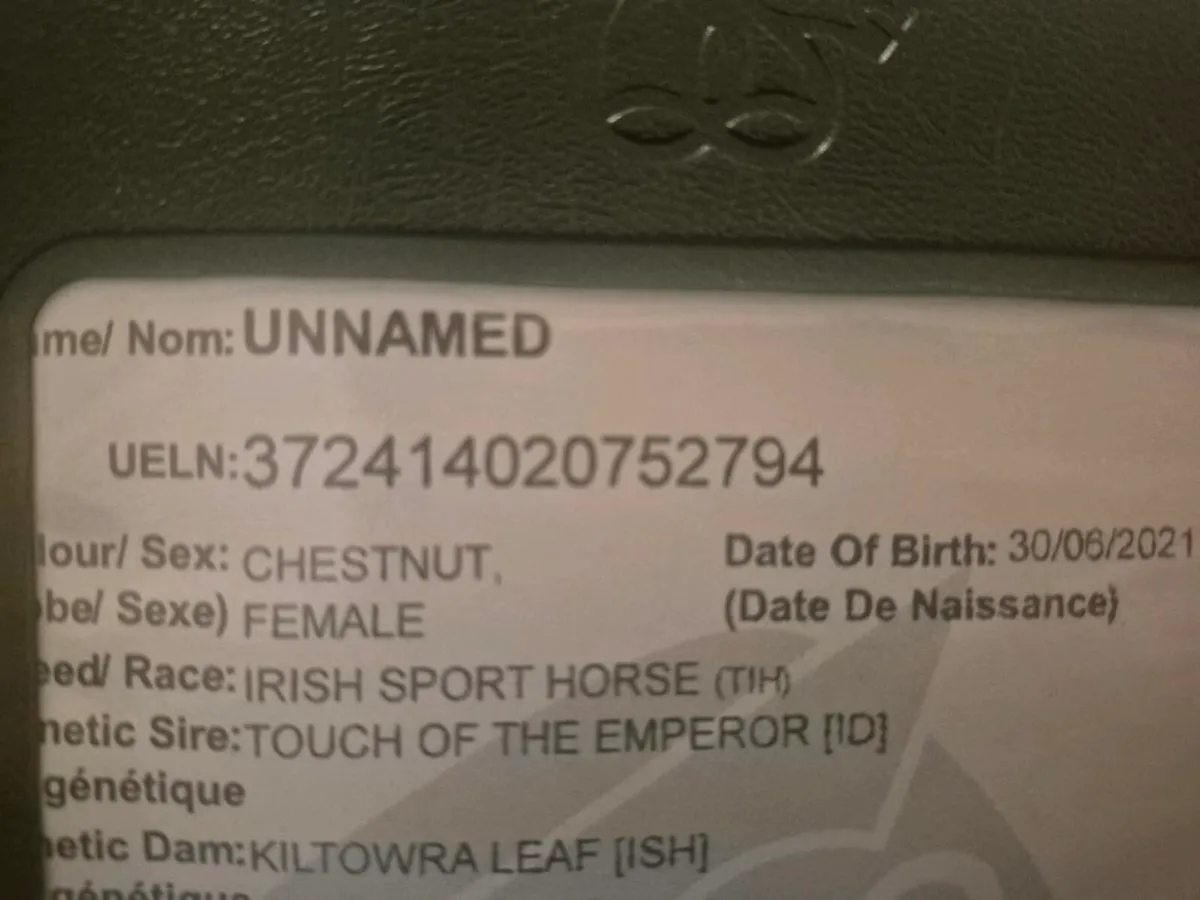 me/ Nom: UNNAMED
UELN: 372414020752794
lour/ Sex: CHESTNUT,
be/ Sexe) FEMALE
Date Of Birth: 30/06/2021
(Date De Naissance)
eed/ Race: IRISH SPORT HORSE (TIH)
netic Sire: TOUCH OF THE EMPEROR [ID]
génétique
netic Dam: KILTOWRA LEAF [ISH]
génétique